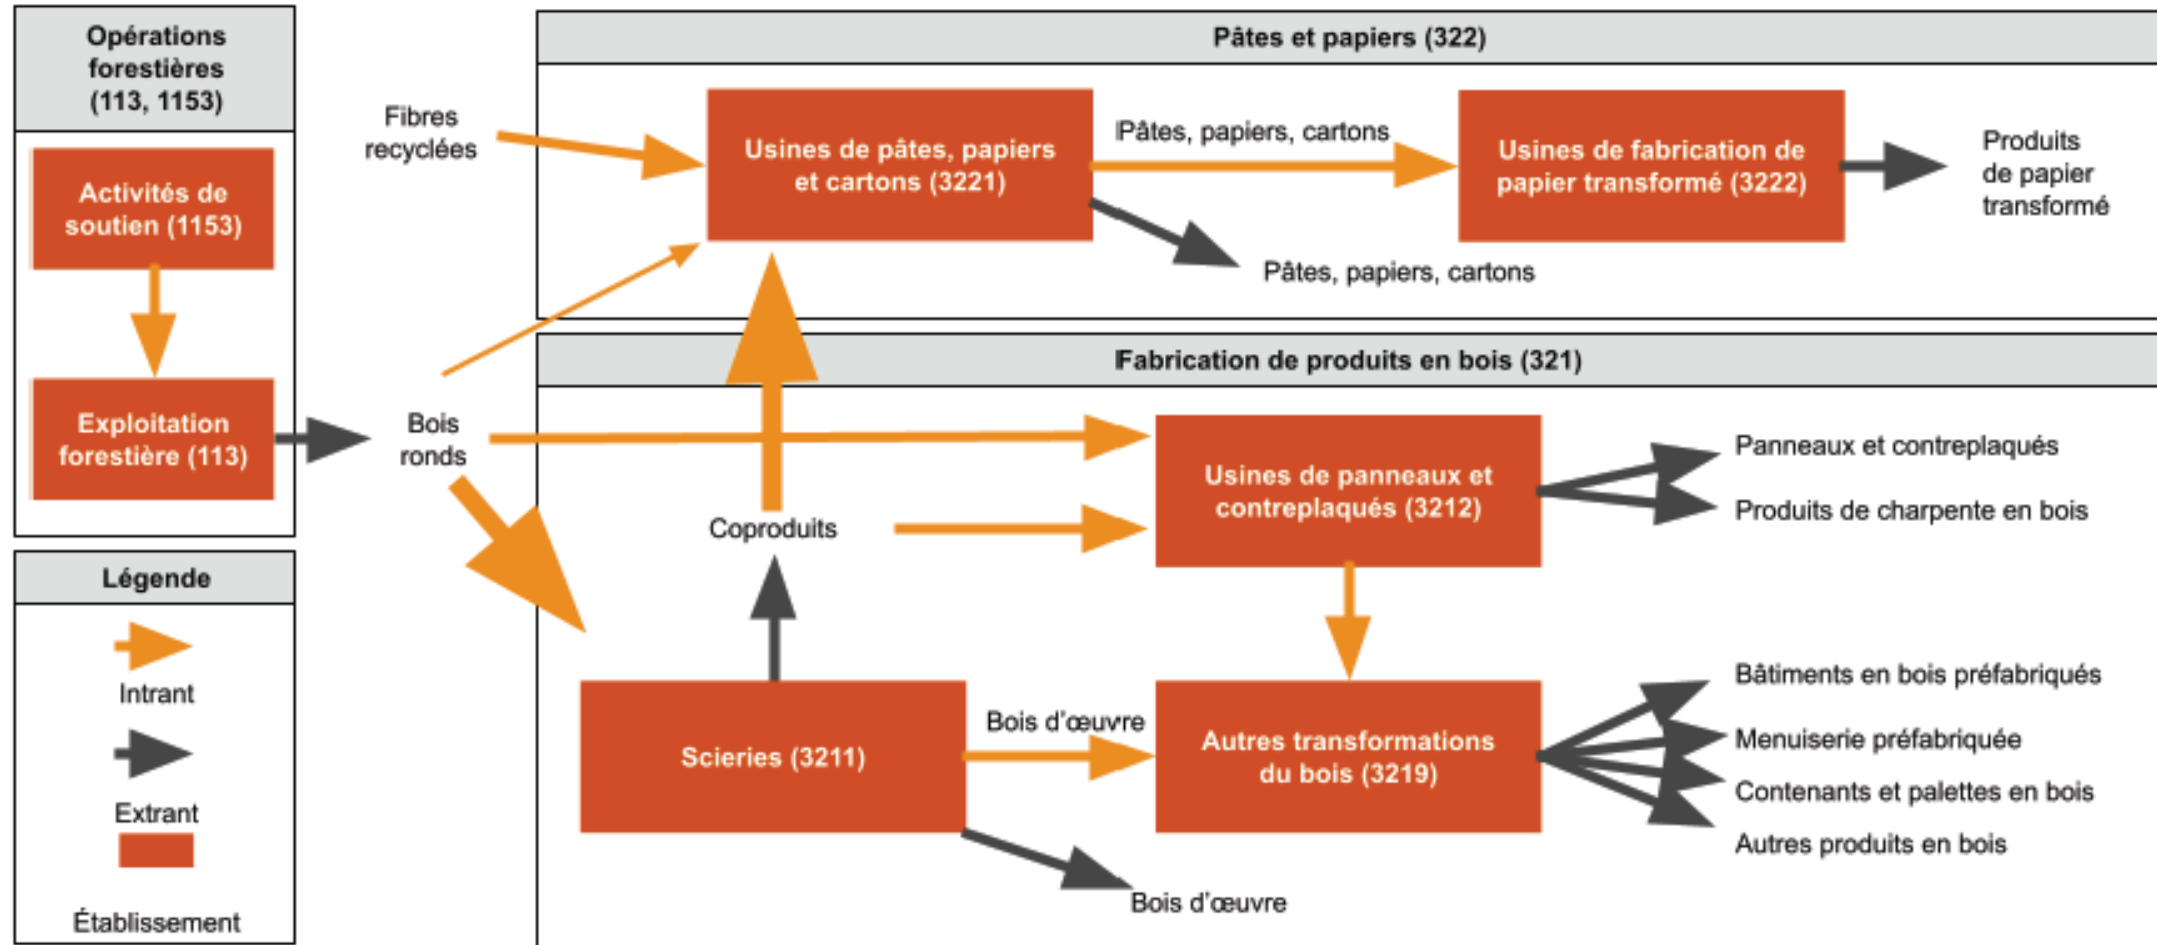 Opérations
forestières
(113, 1153)
Activités de
soutien (1153)
Exploitation
forestière (113)
Légende
Intrant
Extrant
Établissement
Fibres
recyclées
Bois
ronds
Pâtes et papiers (322)
Usines de pâtes, papiers
et cartons (3221)
Pâtes, papiers, cartons
Pâtes, papiers, cartons
Usines de fabrication de
papier transformé (3222)
Produits
de papier
transformé
Fabrication de produits en bois (321)
Coproduits
Usines de panneaux et
contreplaqués (3212)
Panneaux et contreplaqués
Produits de charpente en bois
Scieries (3211)
Bois d'œuvre
Bois d'œuvre
Autres transformations
du bois (3219)
Bâtiments en bois préfabriqués
Menuiserie préfabriquée
Contenants et palettes en bois
Autres produits en bois